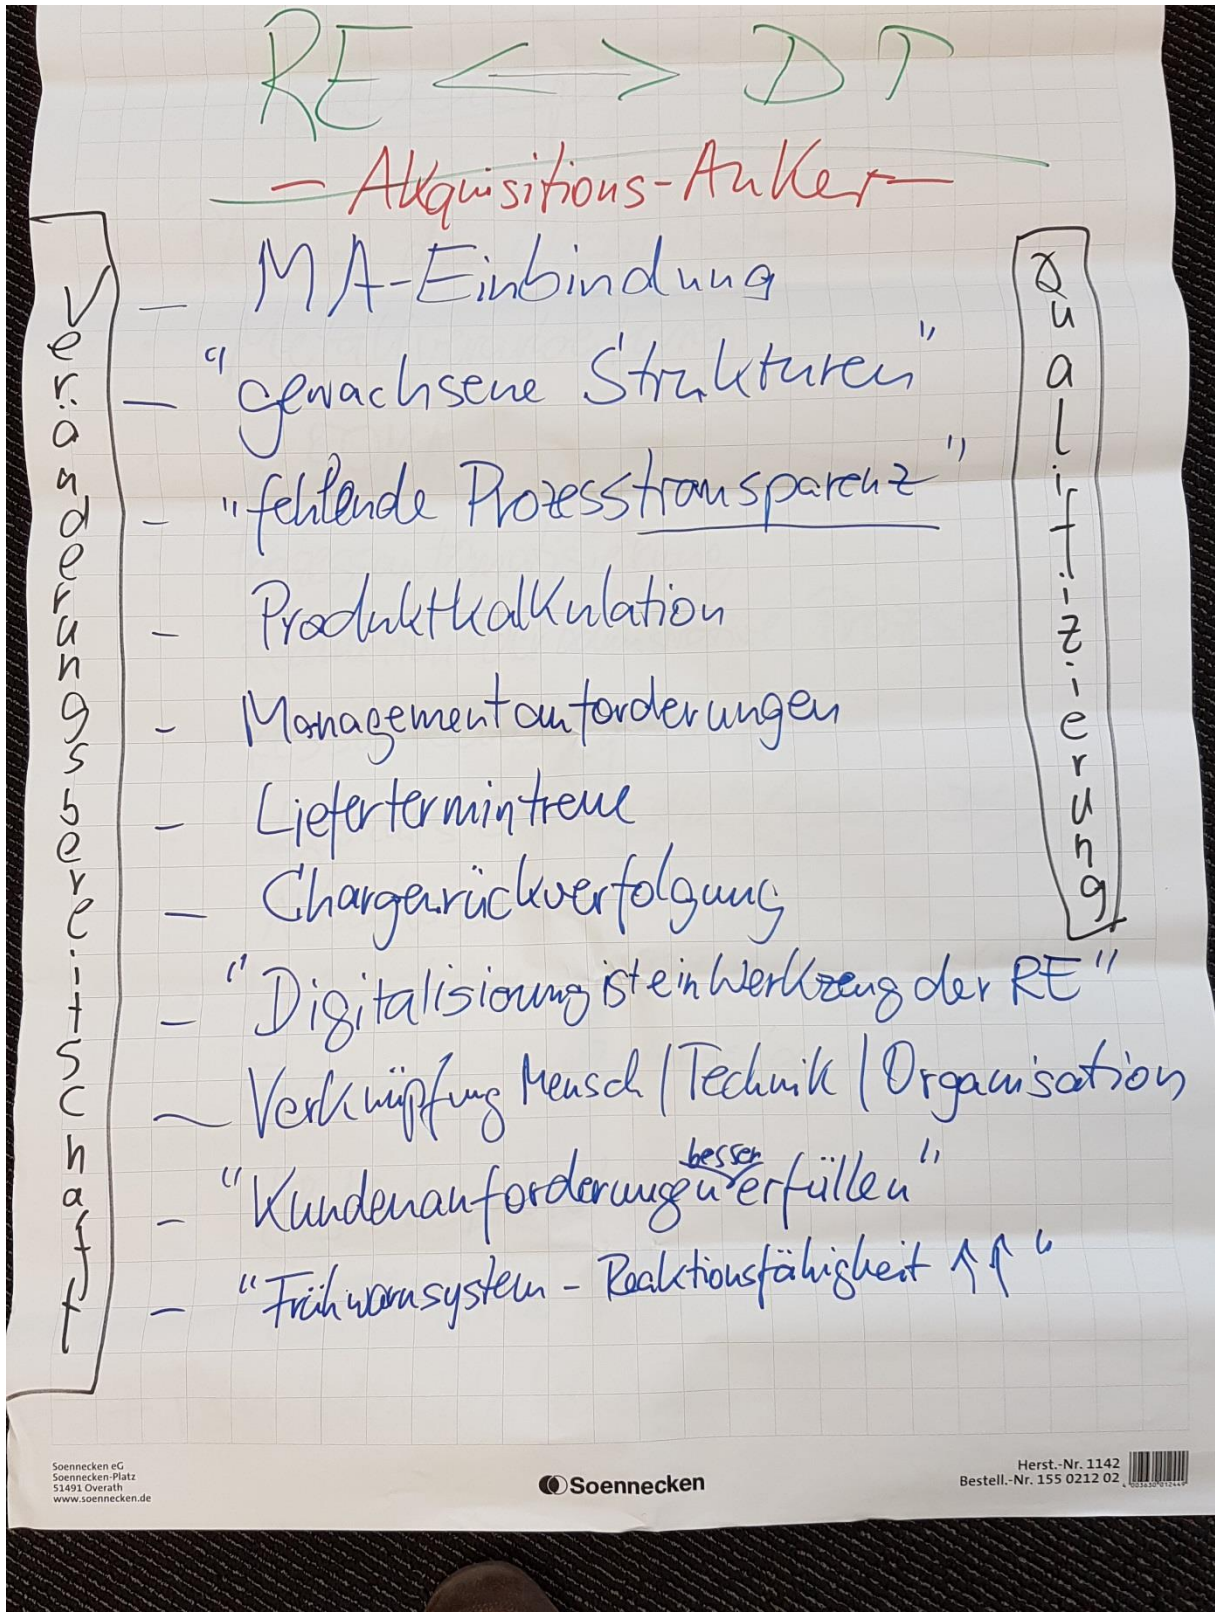 RE <—> DT
— Akquisitions-Anker —
Veränderungsbereitschaft
— MA-Einbindung
— "gewachsene Strukturen"
— "fehlende Prozesstransparenz"
— Produktkalkulation
— Managementanforderungen
— Liefertermintreue
— Chargenrückverfolgung
— "Digitalisierung ist ein Werkzeug der RE"
— Verknüpfung Mensch / Technik / Organisation
— "Kundenanforderungen besser erfüllen"
— "Frühwarnsystem – Reaktionsfähigkeit ↑↑"
Qualifizierung
Soennecken eG
Soennecken-Platz
51491 Overath
www.soennecken.de
Soennecken
Herst.-Nr. 1142
Bestell.-Nr. 155 0212 02